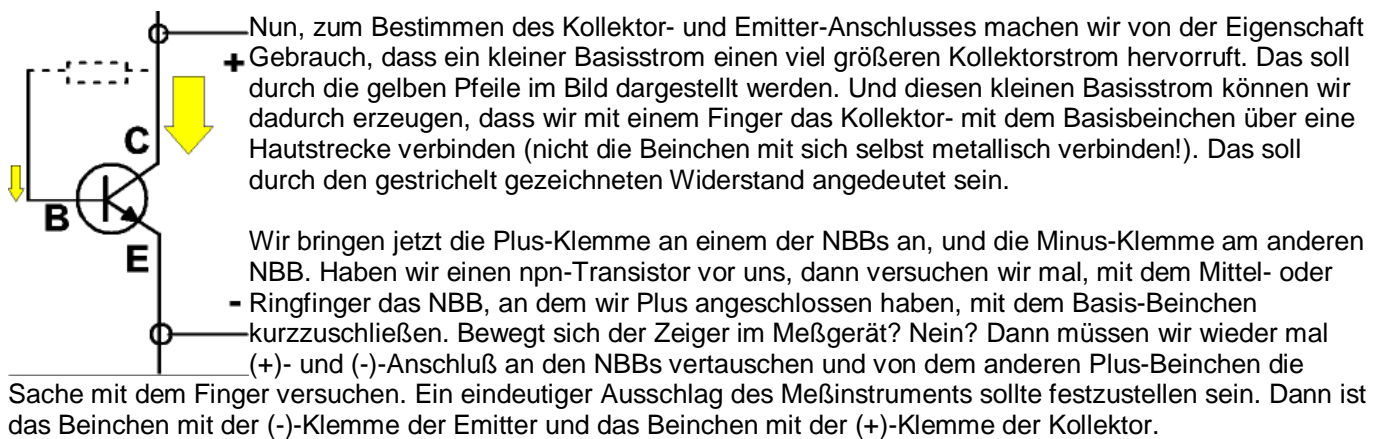 Nun, zum Bestimmen des Kollektor- und Emitter-Anschlusses machen wir von der Eigenschaft
+ Gebrauch, dass ein kleiner Basisstrom einen viel größeren Kollektorstrom hervorruft. Das soll
durch die gelben Pfeile im Bild dargestellt werden. Und diesen kleinen Basisstrom können wir
dadurch erzeugen, dass wir mit einem Finger das Kollektor- mit dem Basisbeinchen über eine
C
Hautstrecke verbinden (nicht die Beinchen mit sich selbst metallisch verbinden!). Das soll
durch den gestrichelt gezeichneten Widerstand angedeutet sein.
B
Wir bringen jetzt die Plus-Klemme an einem der NBBs an, und die Minus-Klemme am anderen
E
NBB. Haben wir einen npn-Transistor vor uns, dann versuchen wir mal, mit dem Mittel- oder
- Ringfinger das NBB, an dem wir Plus angeschlossen haben, mit dem Basis-Beinchen
kurzzuschließen. Bewegt sich der Zeiger im Meßgerät? Nein? Dann müssen wir wieder mal
(+)- und (-)-Anschluß an den NBBs vertauschen und von dem anderen Plus-Beinchen die
Sache mit dem Finger versuchen. Ein eindeutiger Ausschlag des Meßinstruments sollte festzustellen sein. Dann ist
das Beinchen mit der (-)-Klemme der Emitter und das Beinchen mit der (+)-Klemme der Kollektor.